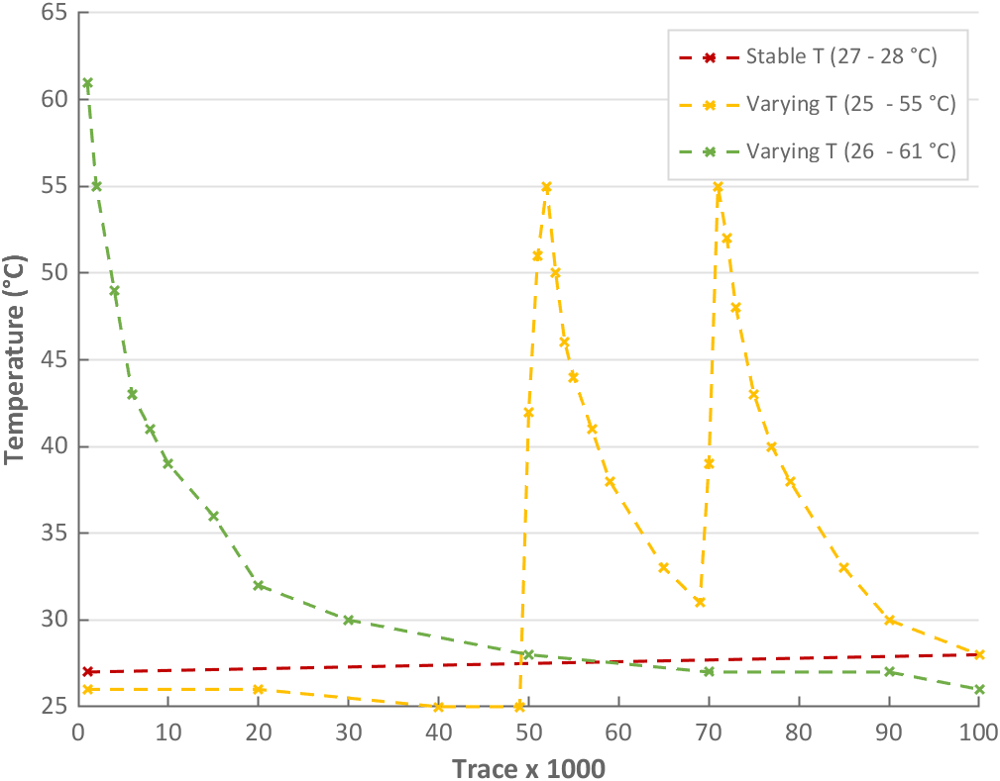 65
60
55
50
45
40
35
30
25
Temperature (°C)
Stable T (27 - 28 °C)
Varying T (25 - 55 °C)
Varying T (26 - 61 °C)
0 10 20 30 40 50 60 70 80 90 100
Trace x 1000